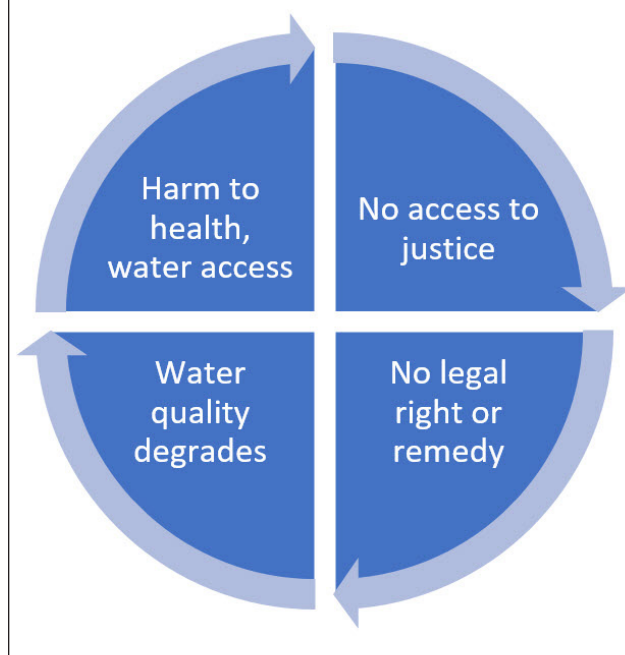 Harm to
health,
water access
No access to
justice
Water
quality
degrades
No legal
right or
remedy